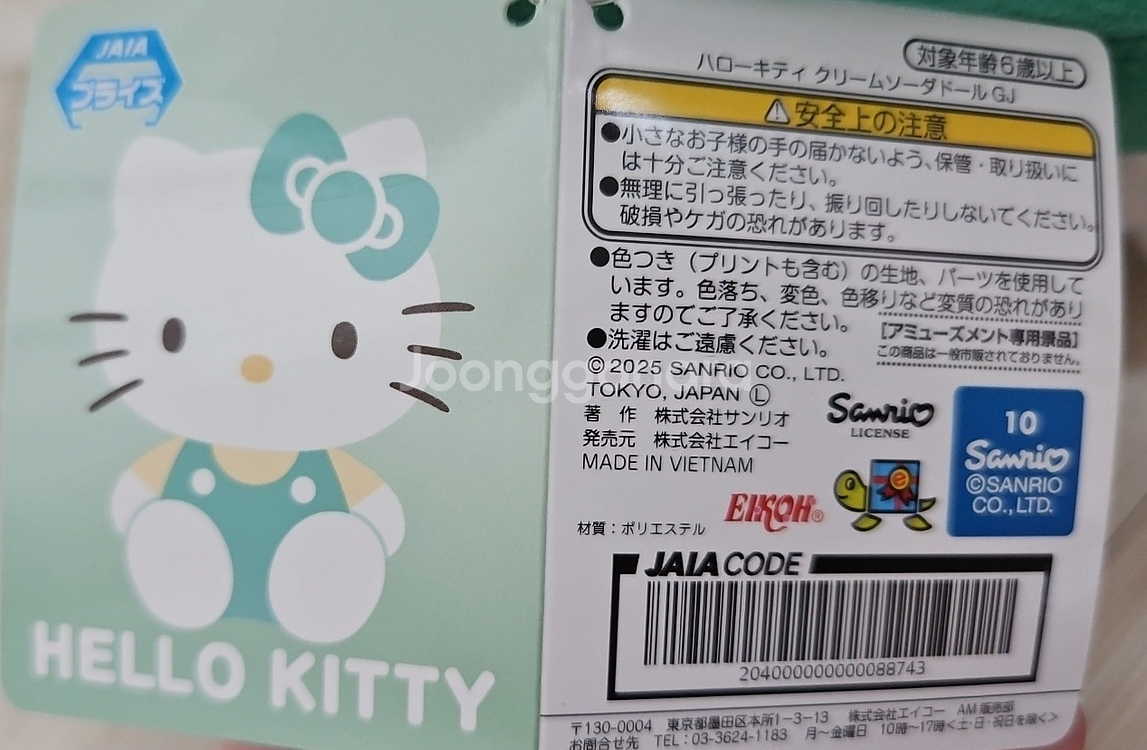 JAIA
プライズ
HELLO KITTY
対象年齢6歳以上
ハローキティ クリームソーダドール GJ
⚠安全上の注意
●小さなお子様の手の届かないよう、保管・取り扱いに
は十分ご注意ください。
●無理に引っ張ったり、振り回したりしないでください。
破損やケガの恐れがあります。
●色つき（プリントも含む）の生地、パーツを使用して
います。色落ち、変色、色移りなど変質の恐れがあり
ますのでご了承ください。
●洗濯はご遠慮ください。
[アミューズメント専用景品]
この商品は一般市販されておりません。
© 2025 SANRIO CO., LTD.
TOKYO, JAPAN Ⓛ
著 作 株式会社サンリオ
発売元 株式会社エイコー
MADE IN VIETNAM
Sanrio
LICENSE
10
Sanrio
©SANRIO
CO., LTD.
EIKOH®
材質：ポリエステル
JAIA CODE
204000000000088743
〒130-0004 東京都墨田区本所1-3-13 株式会社エイコー AM販売部
お問合せ先 TEL：03-3624-1183 月～金曜日 10時～17時＜土・日・祝日を除く＞
Joonggonara